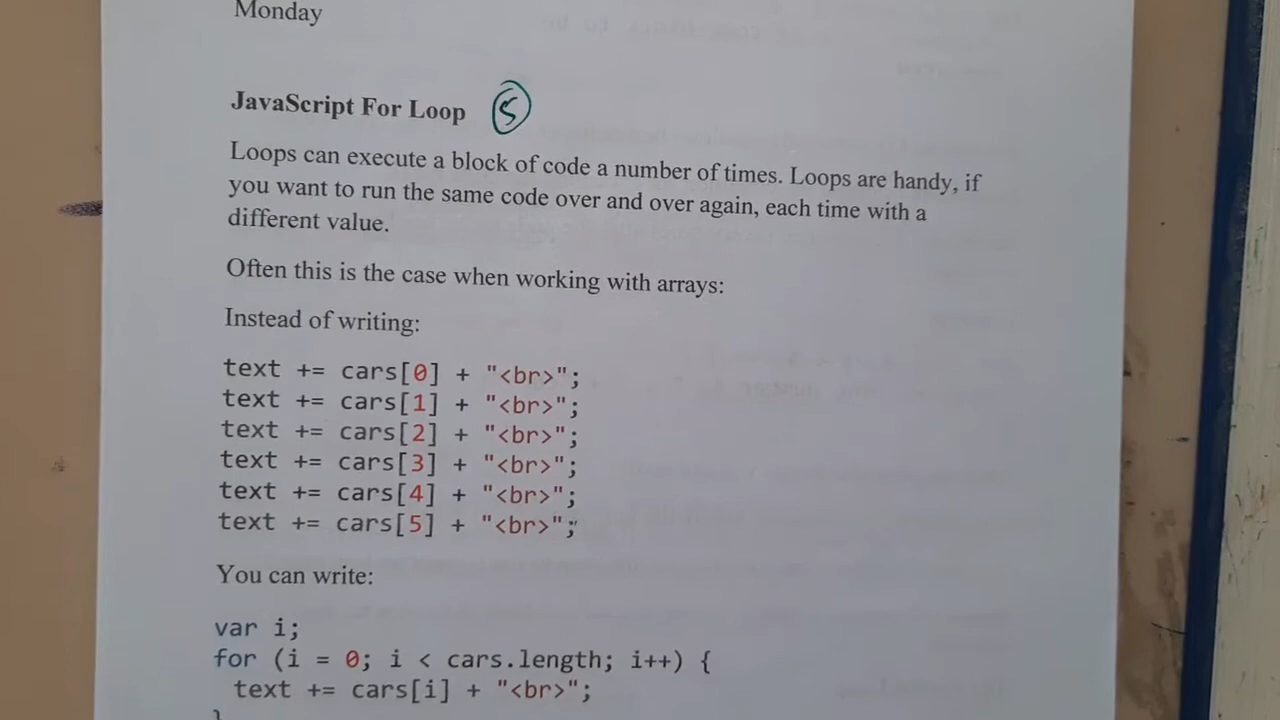 Monday
JavaScript For Loop 5
Loops can execute a block of code a number of times. Loops are handy, if
you want to run the same code over and over again, each time with a
different value.
Often this is the case when working with arrays:
Instead of writing:
text += cars[0] + "<br>";
text += cars[1] + "<br>";
text += cars[2] + "<br>";
text += cars[3] + "<br>";
text += cars[4] + "<br>";
text += cars[5] + "<br>";
You can write:
var i;
for (i = 0; i < cars.length; i++) {
text += cars[i] + "<br>";
}